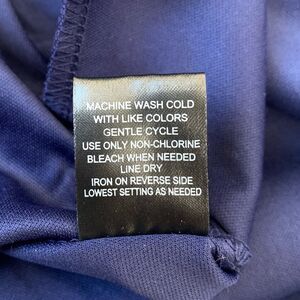 MACHINE WASH COLD
WITH LIKE COLORS
GENTLE CYCLE
USE ONLY NON-CHLORINE
BLEACH WHEN NEEDED
LINE DRY
IRON ON REVERSE SIDE
LOWEST SETTING AS NEEDED